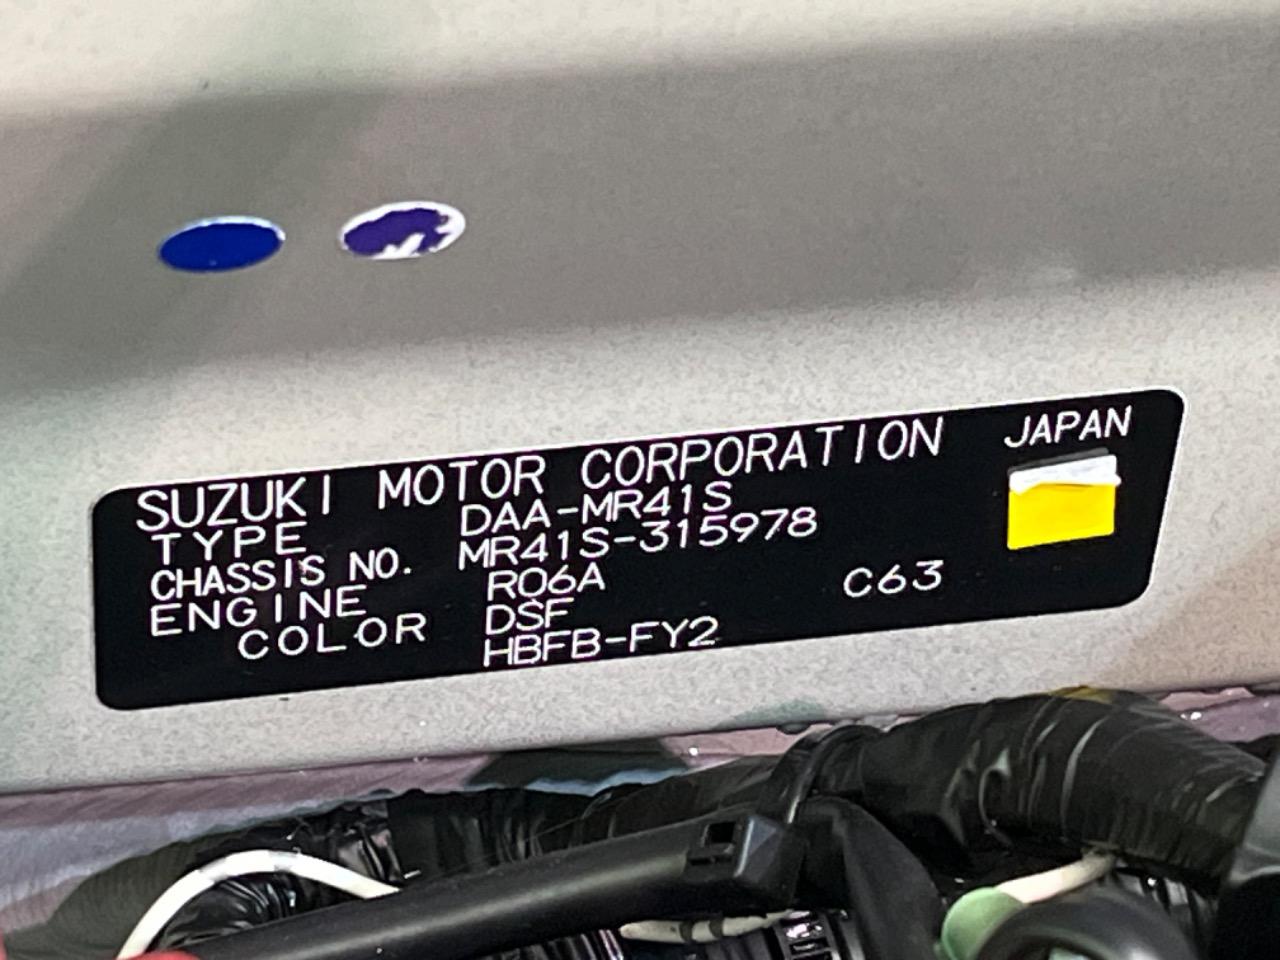 SUZUKI MOTOR CORPORATION JAPAN
TYPE DAA-MR41S
CHASSIS NO. MR41S-315978
ENGINE R06A C63
COLOR DSF
HBFB-FY2